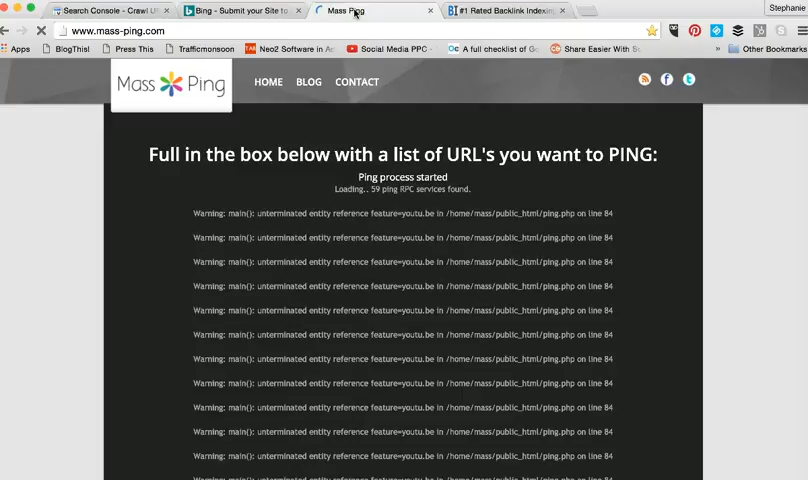 Search Console - Crawl UR
Bing - Submit your Site to
Mass Ping
#1 Rated Backlink Indexing
Stephanie
www.mass-ping.com
Apps
BlogThis!
Press This
Trafficmonsoon
Neo2 Software in Ad
Social Media PPC -
A full checklist of Go
Share Easier With So
»
Other Bookmarks
Mass Ping
HOME
BLOG
CONTACT
Full in the box below with a list of URL's you want to PING:
Ping process started
Loading.. 59 ping RPC services found.
Warning: main(): unterminated entity reference feature=youtu.be in /home/mass/public_html/ping.php on line 84
Warning: main(): unterminated entity reference feature=youtu.be in /home/mass/public_html/ping.php on line 84
Warning: main(): unterminated entity reference feature=youtu.be in /home/mass/public_html/ping.php on line 84
Warning: main(): unterminated entity reference feature=youtu.be in /home/mass/public_html/ping.php on line 84
Warning: main(): unterminated entity reference feature=youtu.be in /home/mass/public_html/ping.php on line 84
Warning: main(): unterminated entity reference feature=youtu.be in /home/mass/public_html/ping.php on line 84
Warning: main(): unterminated entity reference feature=youtu.be in /home/mass/public_html/ping.php on line 84
Warning: main(): unterminated entity reference feature=youtu.be in /home/mass/public_html/ping.php on line 84
Warning: main(): unterminated entity reference feature=youtu.be in /home/mass/public_html/ping.php on line 84
Warning: main(): unterminated entity reference feature=youtu.be in /home/mass/public_html/ping.php on line 84
Warning: main(): unterminated entity reference feature=youtu.be in /home/mass/public_html/ping.php on line 84